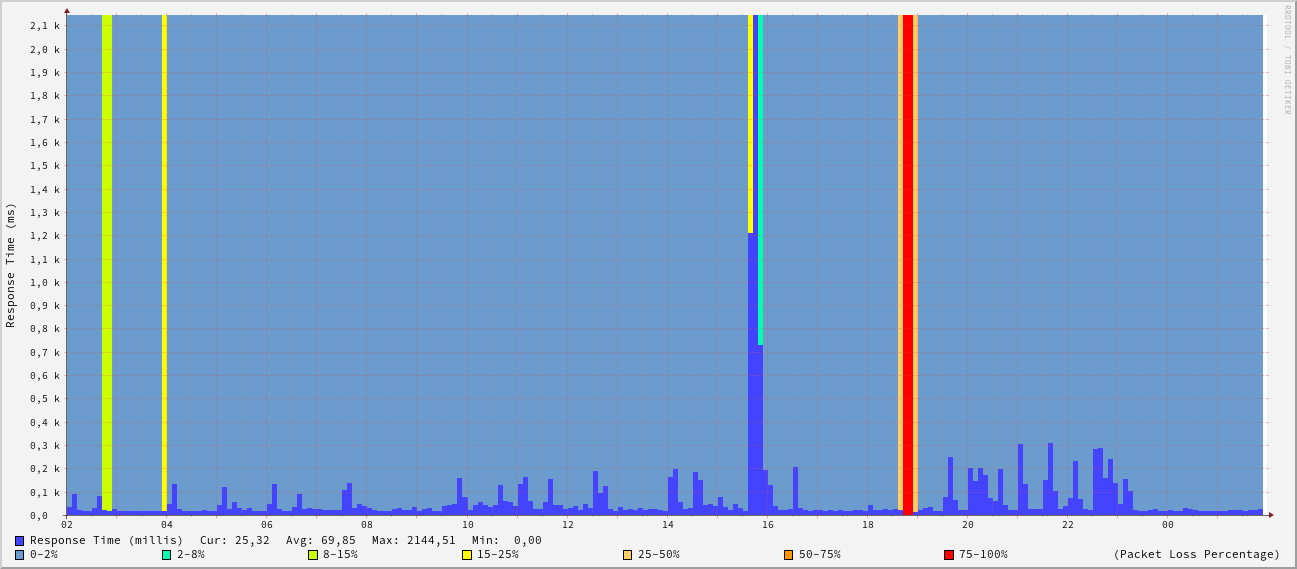 RRDTOOL / TOBI OETIKER
Response Time (ms)
2,1 k
2,0 k
1,9 k
1,8 k
1,7 k
1,6 k
1,5 k
1,4 k
1,3 k
1,2 k
1,1 k
1,0 k
0,9 k
0,8 k
0,7 k
0,6 k
0,5 k
0,4 k
0,3 k
0,2 k
0,1 k
0,0
02 04 06 08 10 12 14 16 18 20 22 00
Response Time (millis) Cur: 25,32 Avg: 69,85 Max: 2144,51 Min: 0,00
0-2% 2-8% 8-15% 15-25% 25-50% 50-75% 75-100% (Packet Loss Percentage)